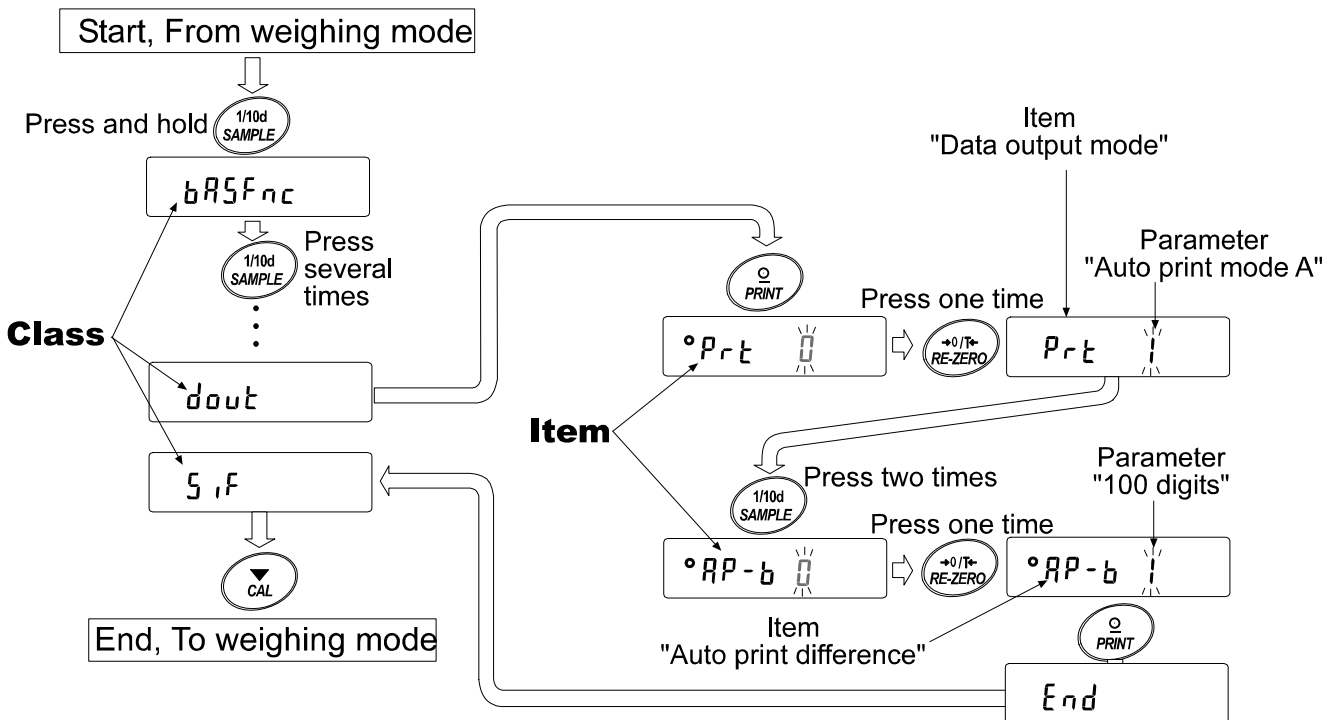 Start, From weighing mode
Press and hold
1/10d
SAMPLE
bASFnc
1/10d
SAMPLE
Press
several
times
Class
dout
SiF
CAL
End, To weighing mode
PRINT
Prt 0
Press one time
→0/T←
RE-ZERO
Item
"Data output mode"
Parameter
"Auto print mode A"
Prt 1
Item
1/10d
SAMPLE
Press two times
AP-b 0
Press one time
→0/T←
RE-ZERO
Parameter
"100 digits"
AP-b 1
Item
"Auto print difference"
PRINT
End